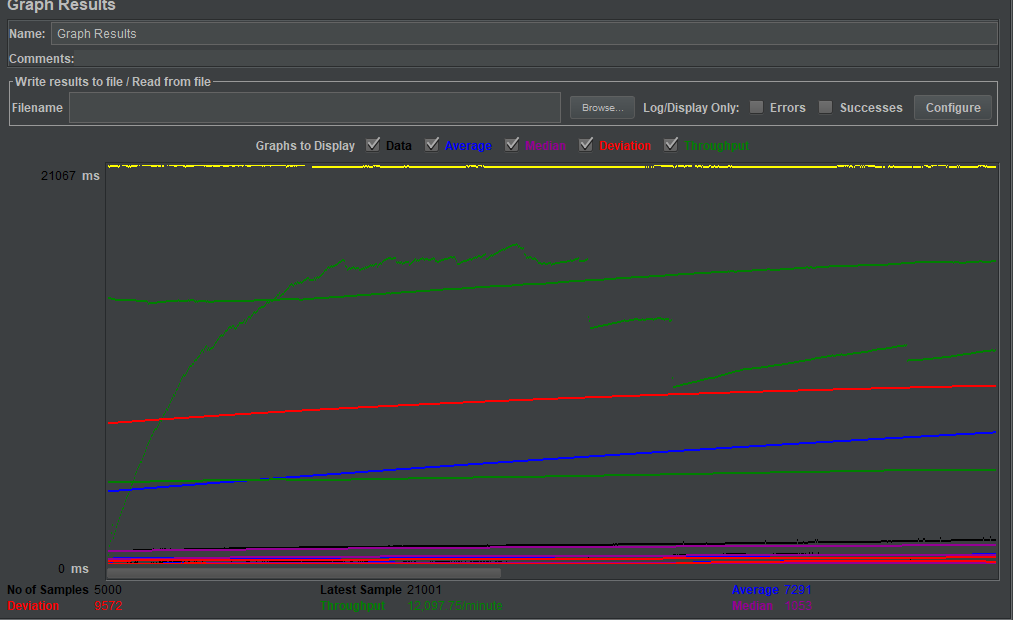 Graph Results
Name: Graph Results
Comments:
Write results to file / Read from file
Filename Browse... Log/Display Only: Errors Successes Configure
Graphs to Display Data Average Median Deviation Throughput
21067 ms
0 ms
No of Samples 5000 Latest Sample 21001 Average 7291
Deviation 9572 Throughput 12,097.75/minute Median